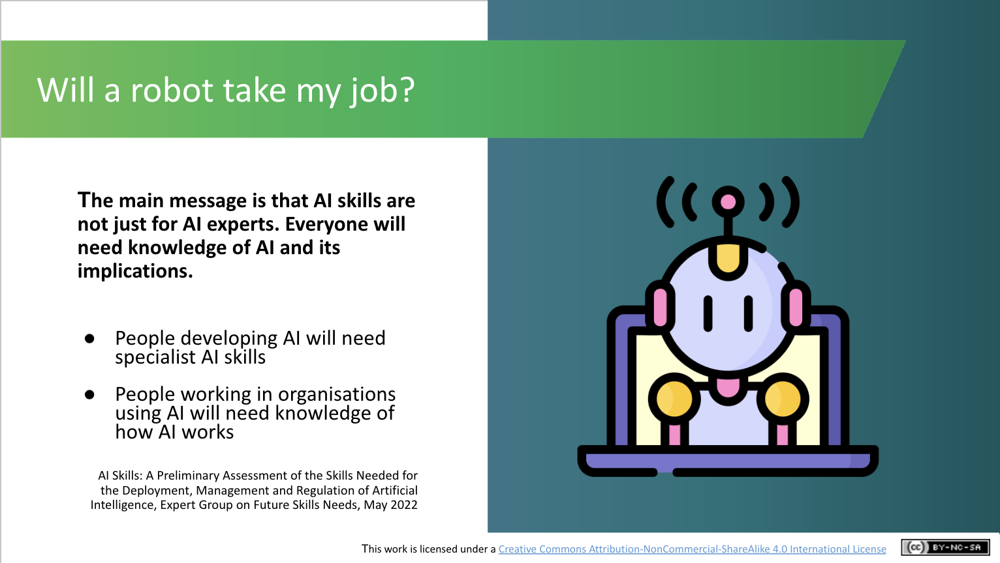 Will a robot take my job?
The main message is that AI skills are
not just for AI experts. Everyone will
need knowledge of AI and its
implications.
● People developing AI will need
specialist AI skills
● People working in organisations
using AI will need knowledge of
how AI works
AI Skills: A Preliminary Assessment of the Skills Needed for
the Deployment, Management and Regulation of Artificial
Intelligence, Expert Group on Future Skills Needs, May 2022
This work is licensed under a Creative Commons Attribution-NonCommercial-ShareAlike 4.0 International License
cc BY-NC-SA